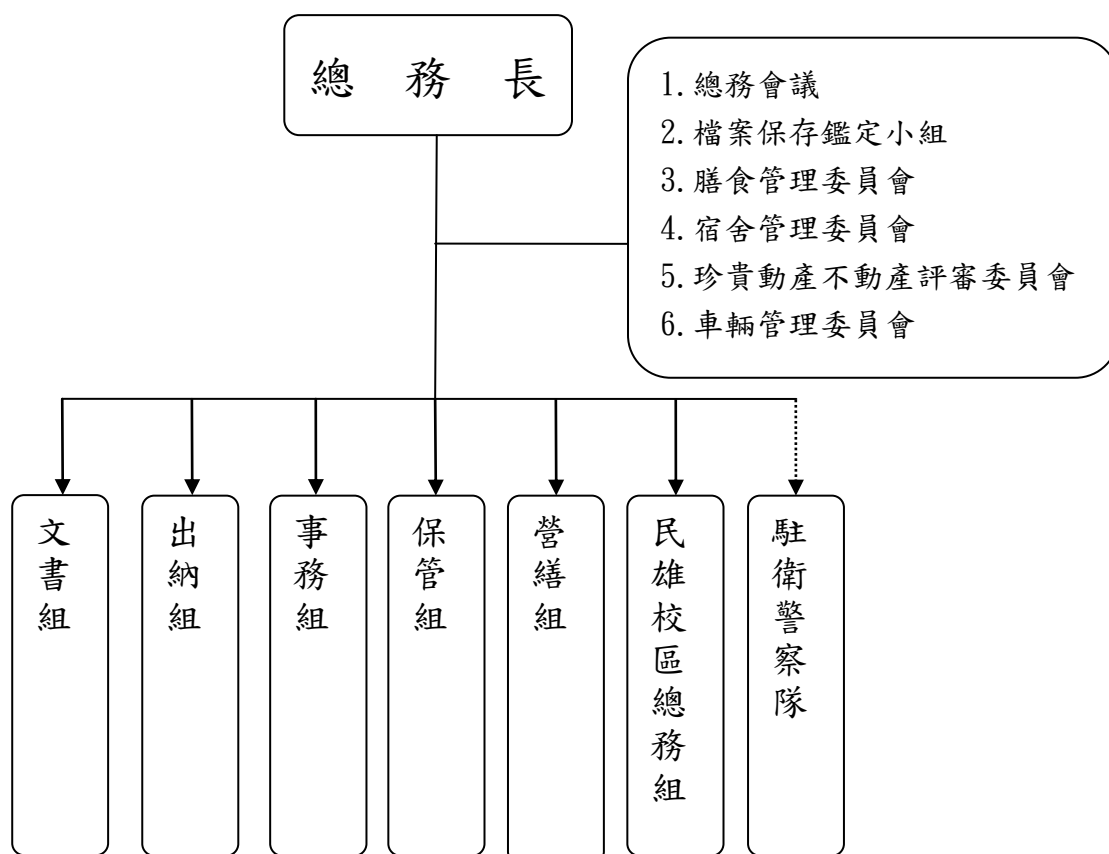 總 務 長
1.總務會議
2.檔案保存鑑定小組
3.膳食管理委員會
4.宿舍管理委員會
5.珍貴動產不動產評審委員會
6.車輛管理委員會
文書組
出納組
事務組
保管組
營繕組
民雄校區總務組
駐衛警察隊